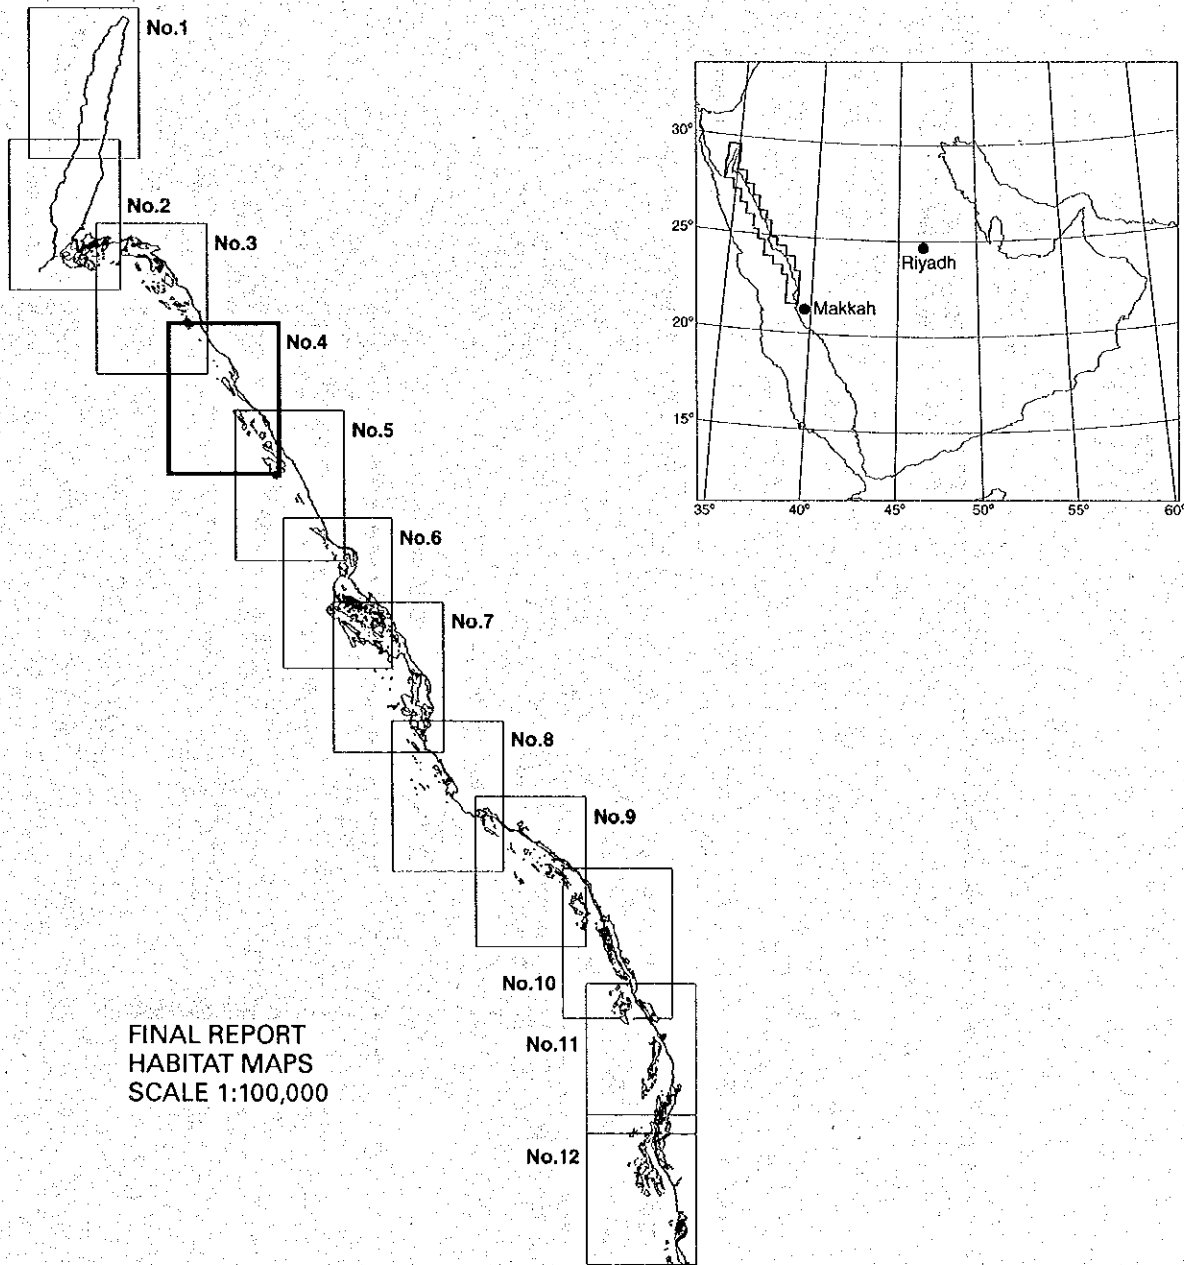 No.1
No.2
No.3
No.4
No.5
No.6
No.7
No.8
No.9
No.10
No.11
No.12
FINAL REPORT
HABITAT MAPS
SCALE 1:100,000
30°
25°
20°
15°
Riyadh
Makkah
35° 40° 45° 50° 55° 60°